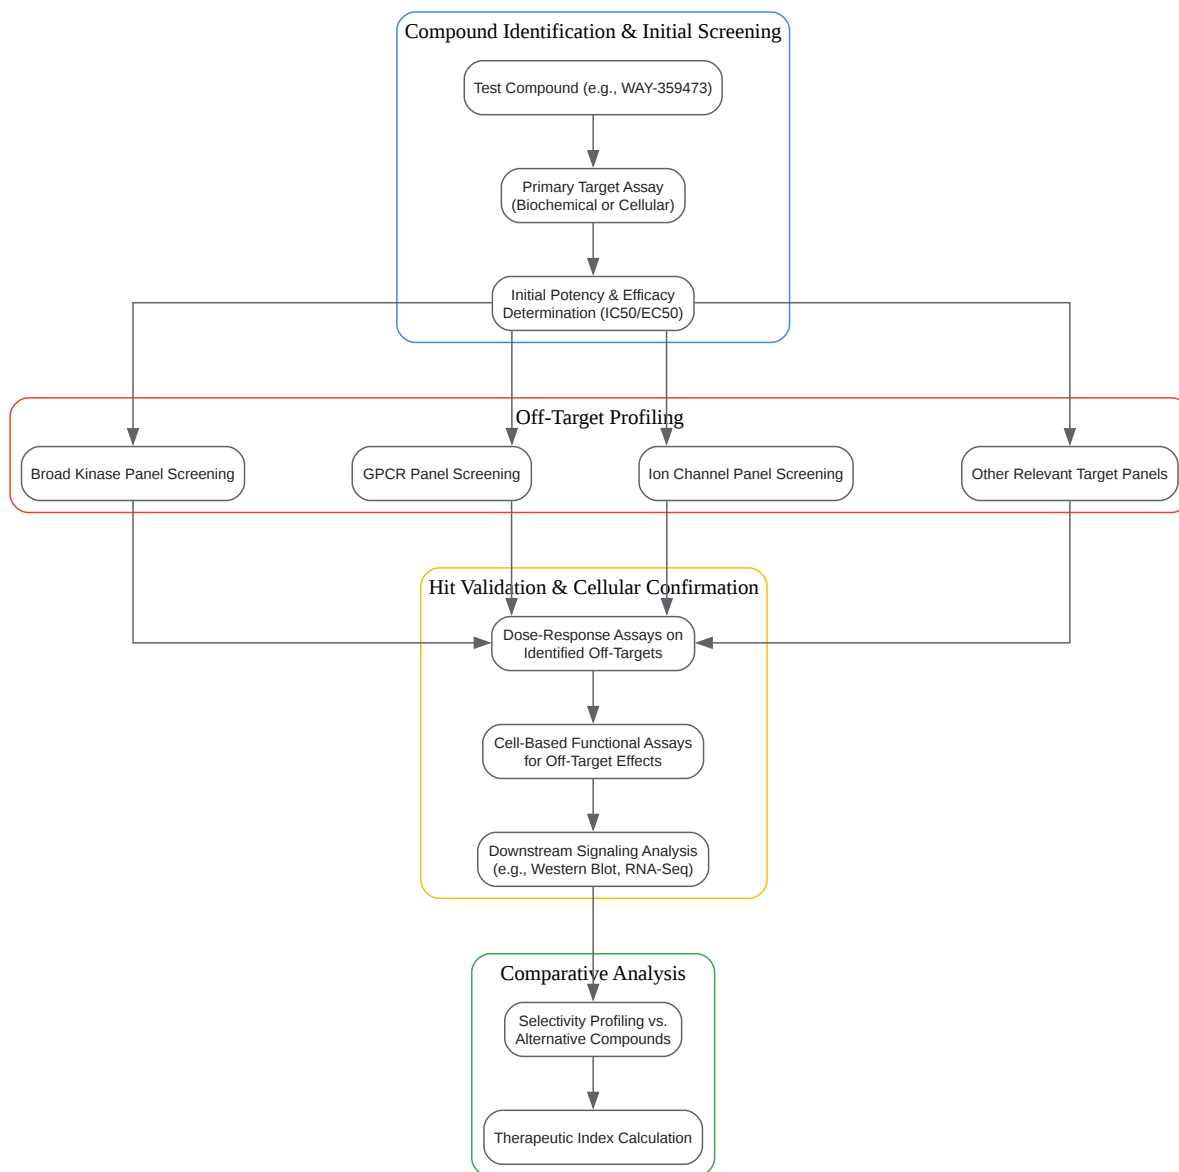 Compound Identification & Initial Screening
Test Compound (e.g., WAY-359473)
Primary Target Assay
(Biochemical or Cellular)
Initial Potency & Efficacy
Determination (IC50/EC50)
Off-Target Profiling
Broad Kinase Panel Screening
GPCR Panel Screening
Ion Channel Panel Screening
Other Relevant Target Panels
Hit Validation & Cellular Confirmation
Dose-Response Assays on
Identified Off-Targets
Cell-Based Functional Assays
for Off-Target Effects
Downstream Signaling Analysis
(e.g., Western Blot, RNA-Seq)
Comparative Analysis
Selectivity Profiling vs.
Alternative Compounds
Therapeutic Index Calculation